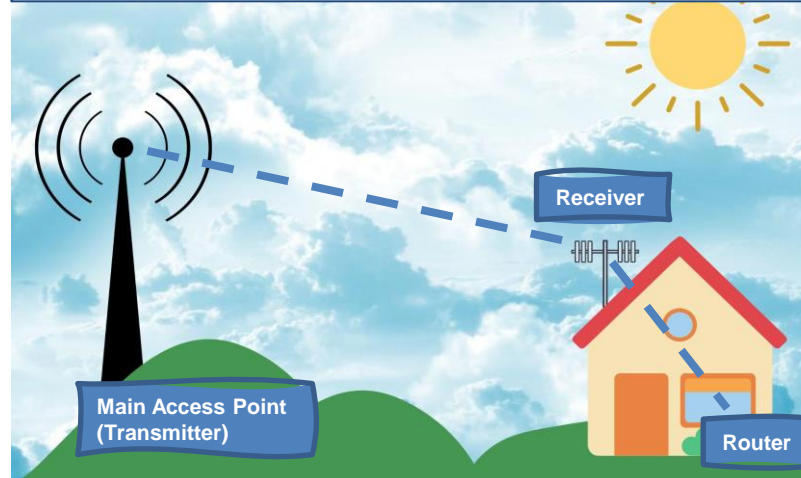 Receiver
Main Access Point
(Transmitter)
Router